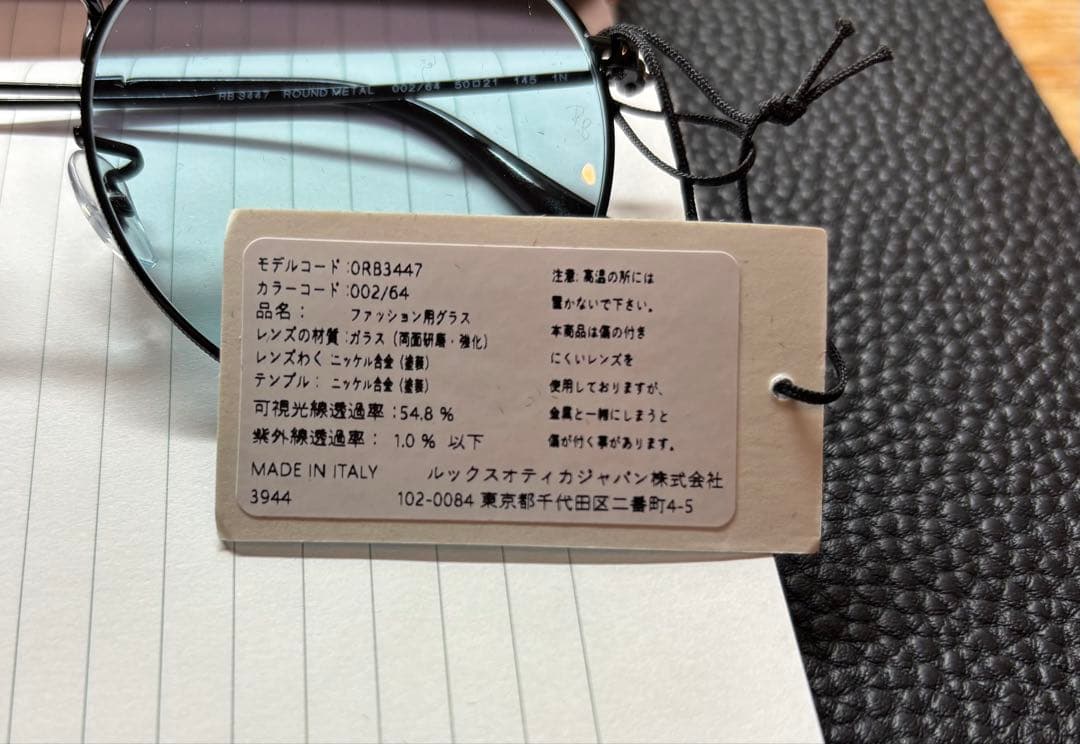 RB 3447 ROUND METAL 002/64 50□21 145 1N
モデルコード:ORB3447
カラーコード:002/64
品名: ファッション用グラス
レンズの材質:ガラス(両面研磨・強化)
レンズわく ニッケル合金(塗装)
テンプル: ニッケル合金(塗装)
可視光線透過率:54.8 %
紫外線透過率: 1.0 % 以下
MADE IN ITALY
3944
注意: 高温の所には
置かないで下さい。
本商品は傷の付き
にくいレンズを
使用しておりますが、
金属と一緒にしまうと
傷が付く事があります。
ルックスオティカジャパン株式会社
102-0084 東京都千代田区二番町4-5